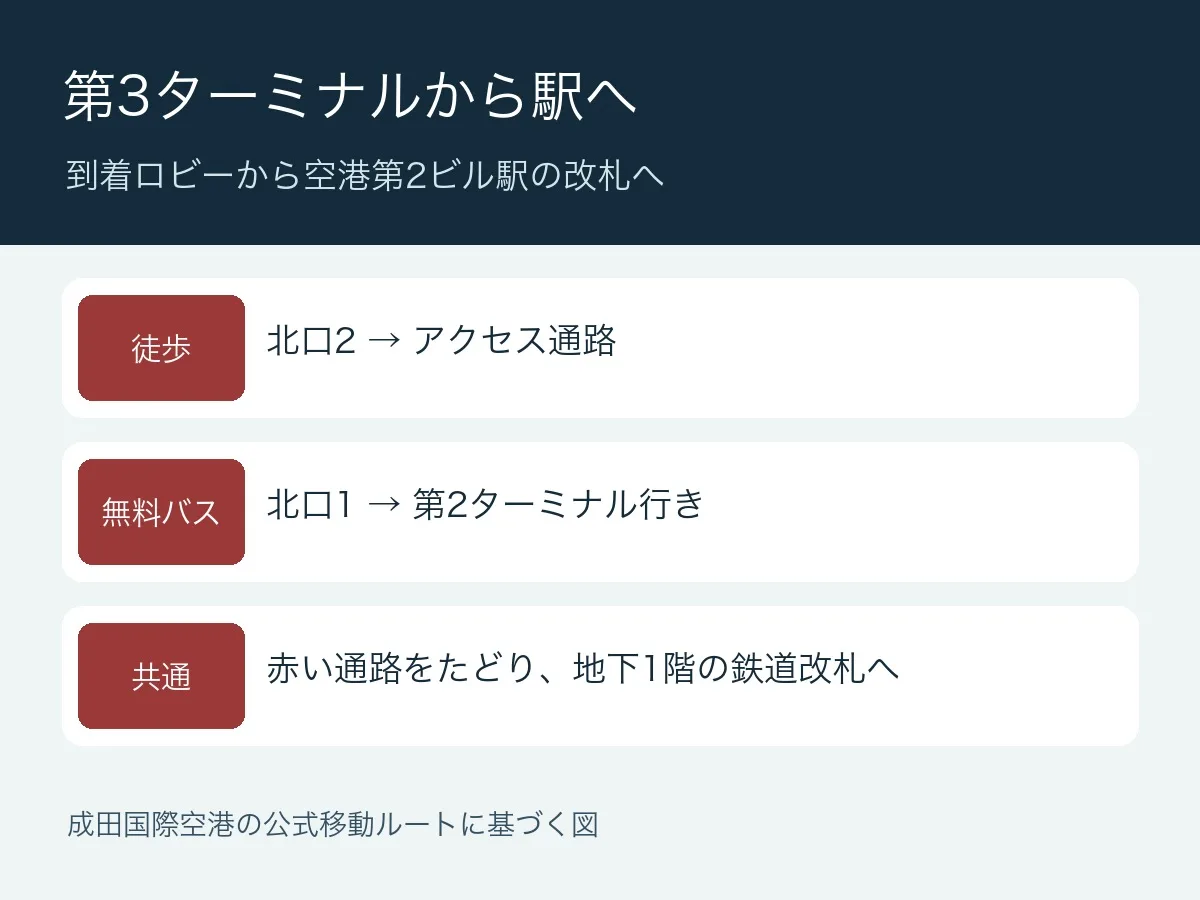 第3ターミナルから駅へ
到着ロビーから空港第2ビル駅の改札へ
徒歩
北口2 → アクセス通路
無料バス
北口1 → 第2ターミナル行き
共通
赤い通路をたどり、地下1階の鉄道改札へ
成田国際空港の公式移動ルートに基づく図